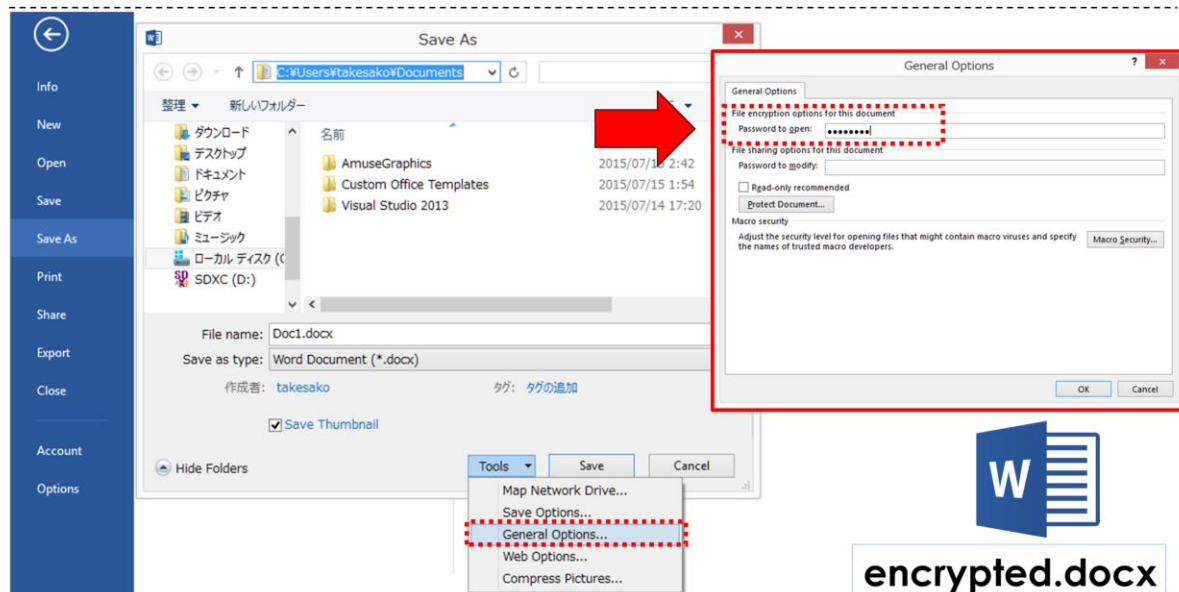 Info
New
Open
Save
Save As
Print
Share
Export
Close
Account
Options
Save As
C:¥Users¥takesako¥Documents
整理 新しいフォルダー
ダウンロード
デスクトップ
ドキュメント
ピクチャ
ビデオ
ミュージック
ローカル ディスク (C
SDXC (D:)
名前
AmuseGraphics 2015/07/15 2:42
Custom Office Templates 2015/07/15 1:54
Visual Studio 2013 2015/07/14 17:20
File name: Doc1.docx
Save as type: Word Document (*.docx)
作成者: takesako タグ: タグの追加
Save Thumbnail
Hide Folders
Tools Save Cancel
Map Network Drive...
Save Options...
General Options...
Web Options...
Compress Pictures...
General Options ?
General Options
File encryption options for this document
Password to open:
File sharing options for this document
Password to modify:
Read-only recommended
Protect Document...
Macro security
Adjust the security level for opening files that might contain macro viruses and specify
the names of trusted macro developers.
Macro Security...
OK Cancel
W
encrypted.docx